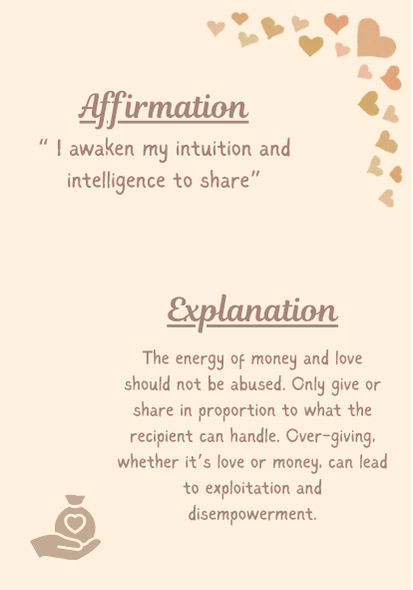 Affirmation
“ I awaken my intuition and
intelligence to share”
Explanation
The energy of money and love
should not be abused. Only give or
share in proportion to what the
recipient can handle. Over-giving,
whether it's love or money, can lead
to exploitation and
disempowerment.